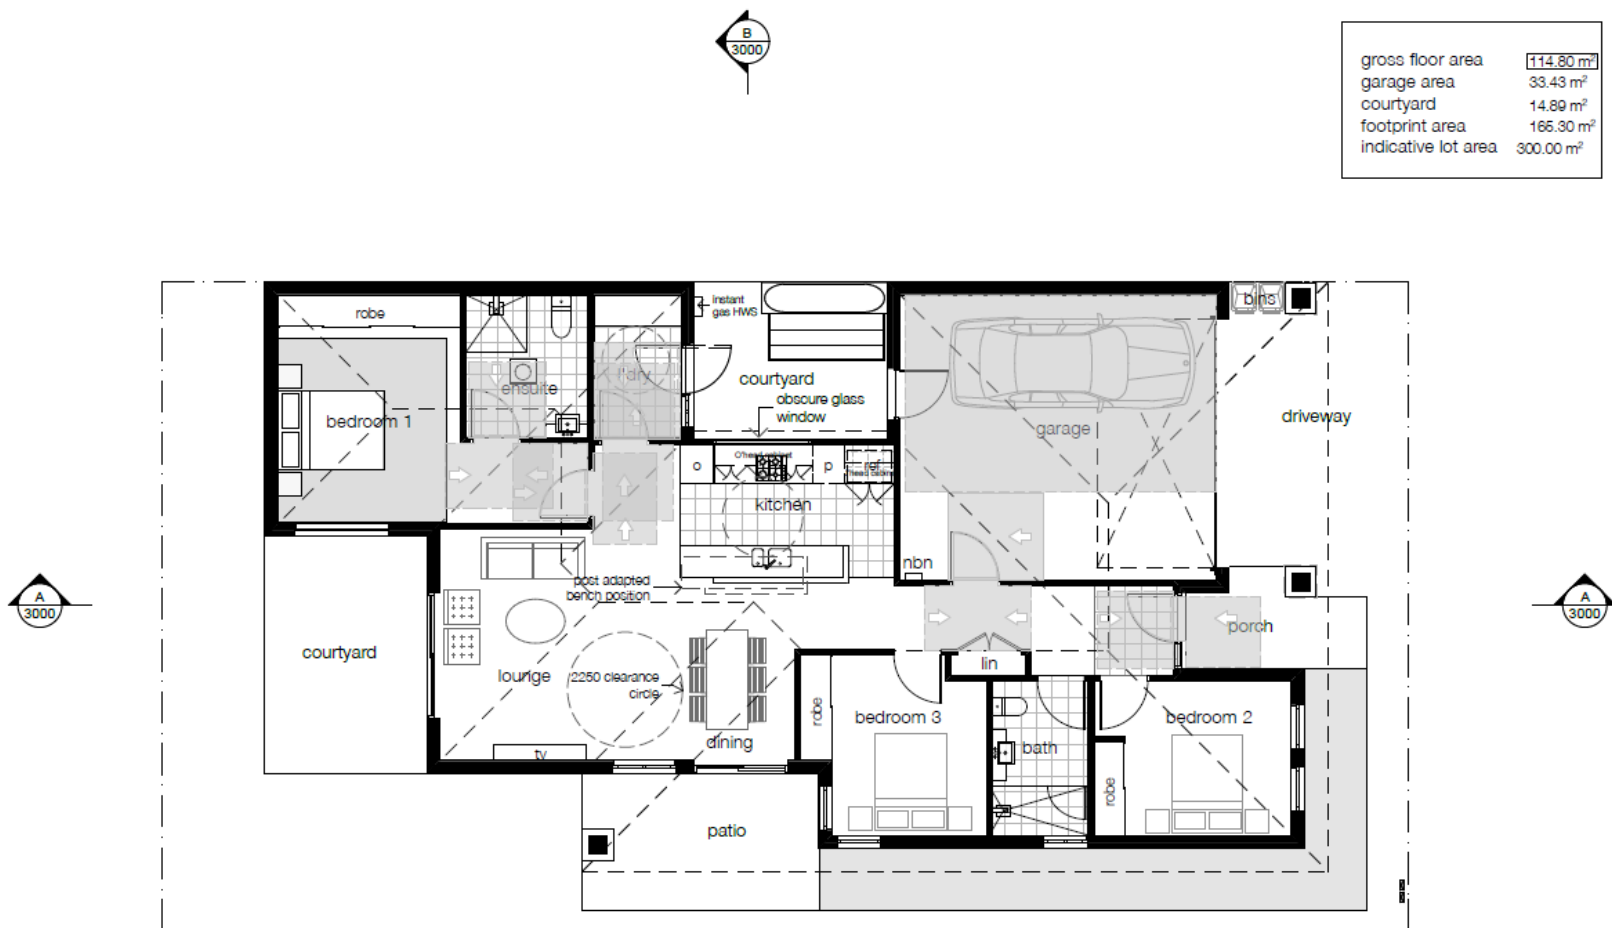 B
3000
gross floor area 114.80 m²
garage area 33.43 m²
courtyard 14.89 m²
footprint area 165.30 m²
indicative lot area 300.00 m²
robe
instant
gas HWS
bins
ensuite
l'dry
courtyard
obscure glass
window
bedroom 1
garage
driveway
O'head cabinet
o
p
ref
kitchen
nbn
post adapted
bench position
A
3000
A
3000
porch
courtyard
lounge
2250 clearance
circle
lin
robe
bedroom 3
bedroom 2
dining
bath
tv
robe
patio